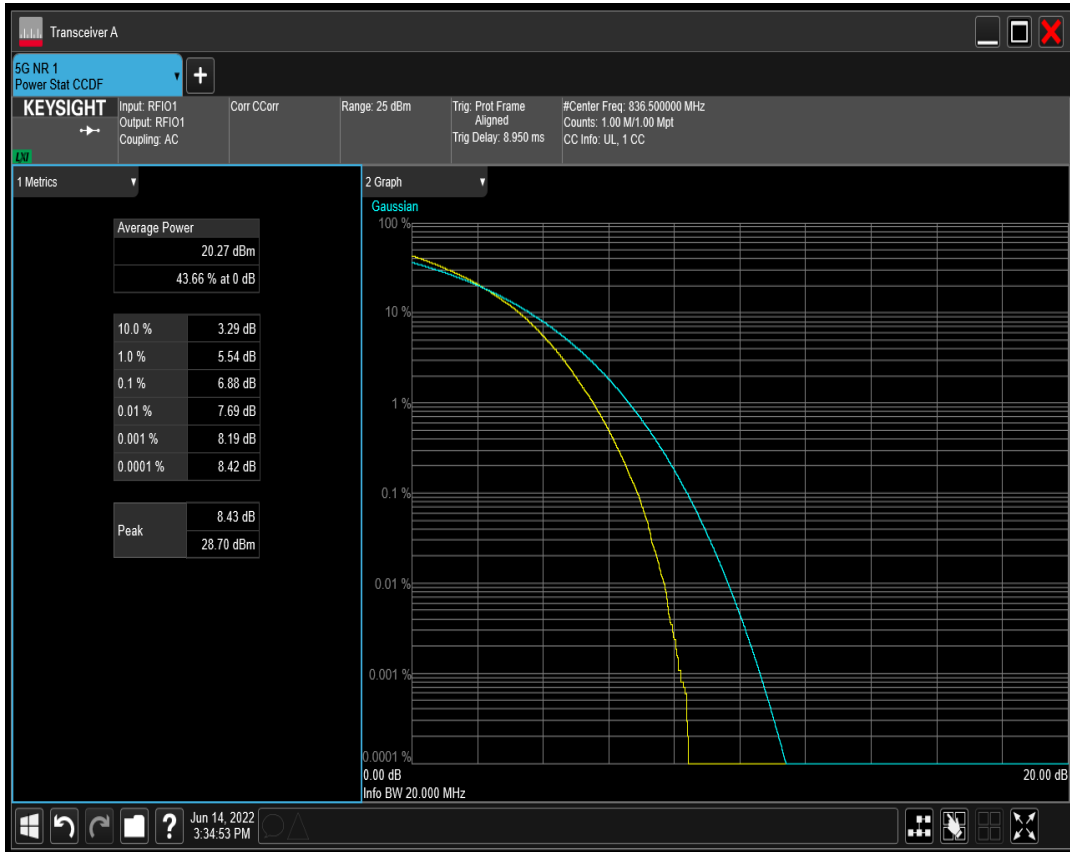 Transceiver A
5G NR 1
Power Stat CCDF
+
KEYSIGHT
LXI
Input: RFIO1
Output: RFIO1
Coupling: AC
Corr CCorr
Range: 25 dBm
Trig: Prot Frame
Aligned
Trig Delay: 8.950 ms
#Center Freq: 836.500000 MHz
Counts: 1.00 M/1.00 Mpt
CC Info: UL, 1 CC
1 Metrics
Average Power
20.27 dBm
43.66 % at 0 dB
10.0 % 3.29 dB
1.0 % 5.54 dB
0.1 % 6.88 dB
0.01 % 7.69 dB
0.001 % 8.19 dB
0.0001 % 8.42 dB
Peak 8.43 dB
28.70 dBm
2 Graph
Gaussian
100 %
10 %
1 %
0.1 %
0.01 %
0.001 %
0.0001 %
0.00 dB 20.00 dB
Info BW 20.000 MHz
?
Jun 14, 2022
3:34:53 PM